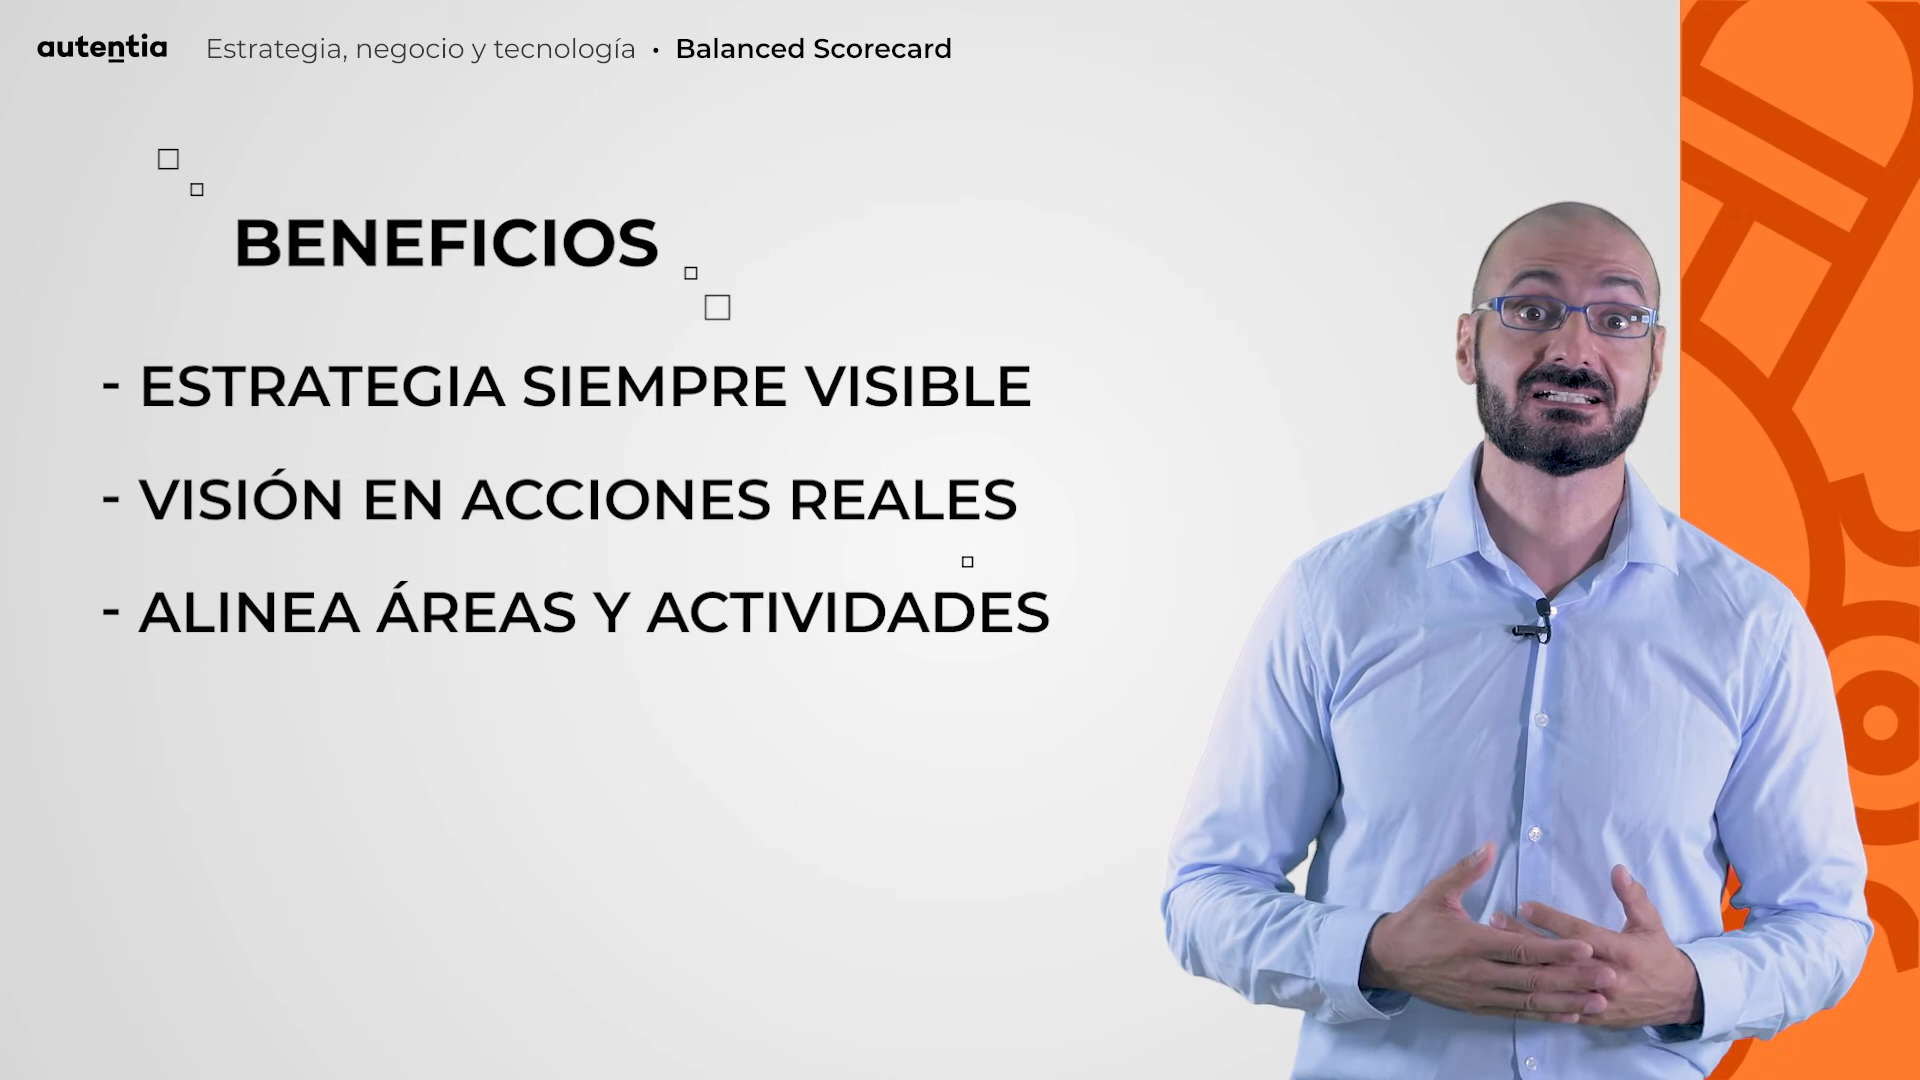 autentia Estrategia, negocio y tecnología • Balanced Scorecard
BENEFICIOS
- ESTRATEGIA SIEMPRE VISIBLE
- VISIÓN EN ACCIONES REALES
- ALINEA ÁREAS Y ACTIVIDADES